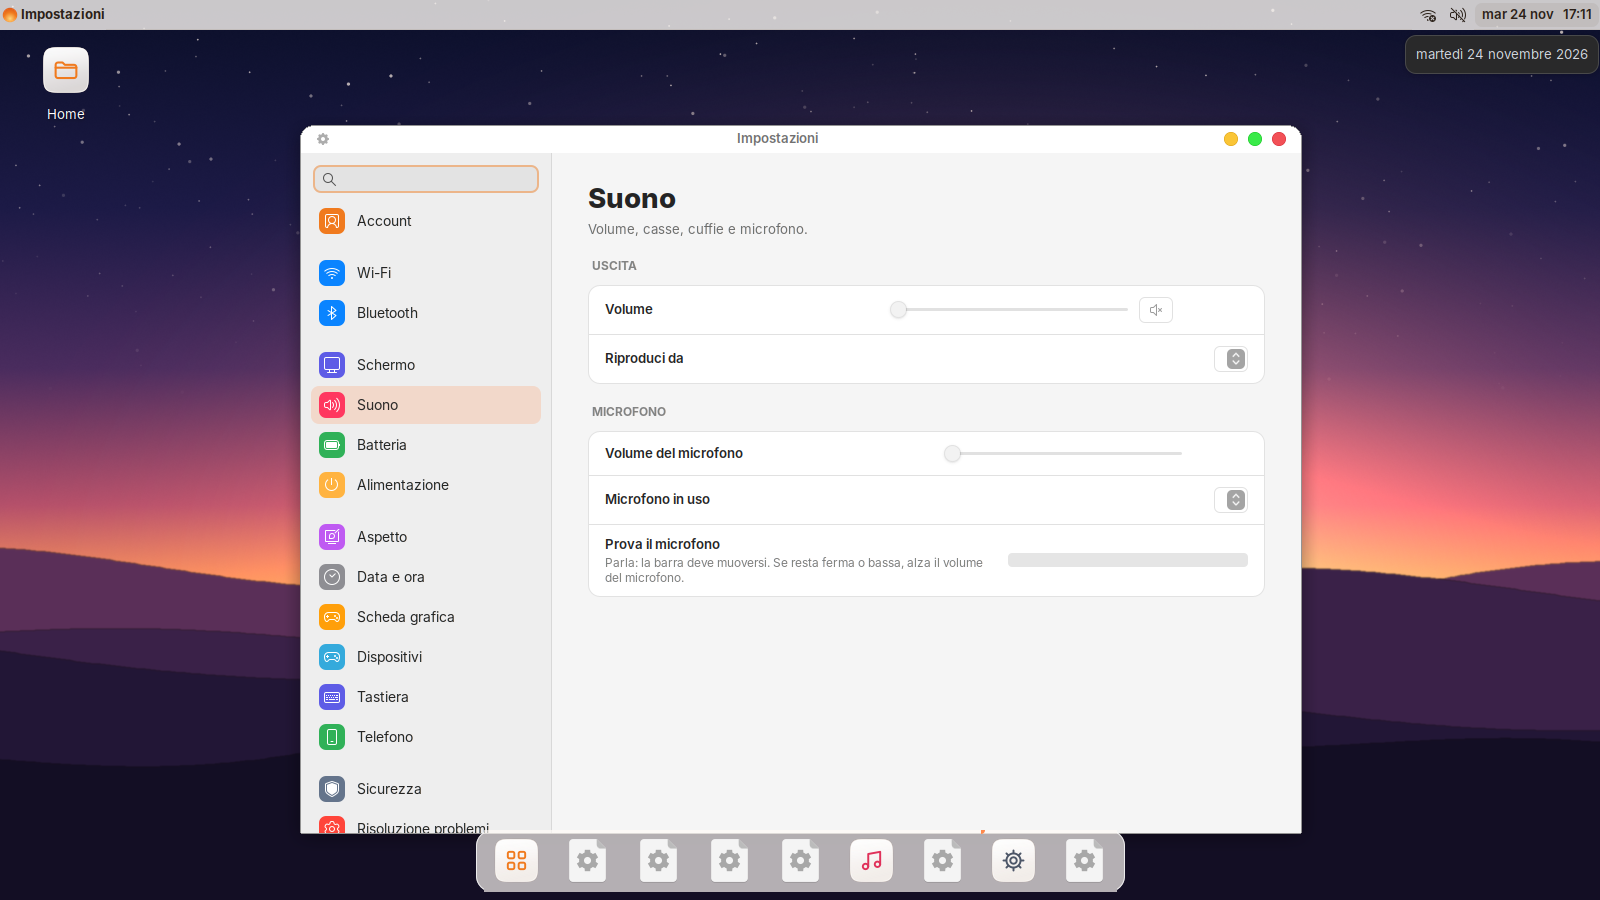 Impostazioni
mar 24 nov 17:11
martedì 24 novembre 2026
Home
Impostazioni
Account
Wi-Fi
Bluetooth
Schermo
Suono
Batteria
Alimentazione
Aspetto
Data e ora
Scheda grafica
Dispositivi
Tastiera
Telefono
Sicurezza
Risoluzione problemi
Suono
Volume, casse, cuffie e microfono.
USCITA
Volume
Riproduci da
MICROFONO
Volume del microfono
Microfono in uso
Prova il microfono
Parla: la barra deve muoversi. Se resta ferma o bassa, alza il volume
del microfono.